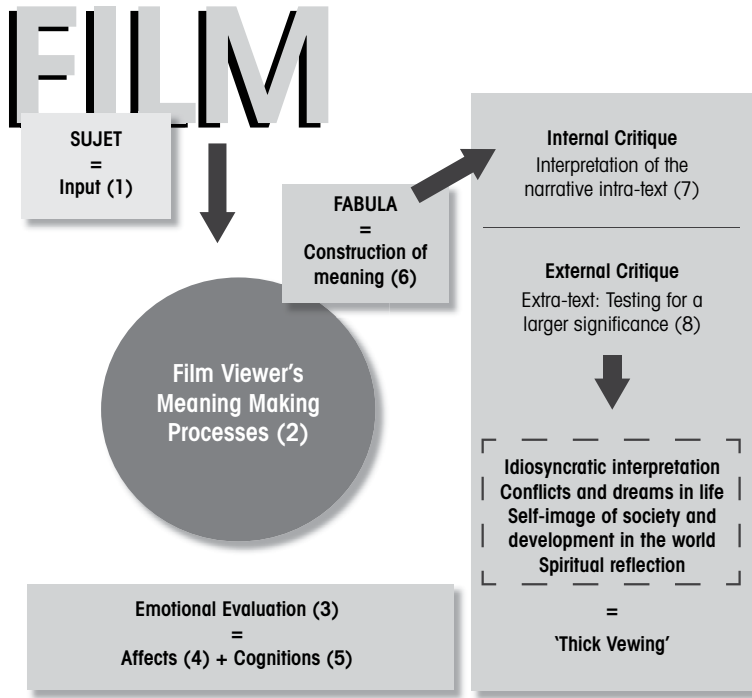 FILM
SUJET
=
Input (1)
FABULA
=
Construction of
meaning (6)
Film Viewer's
Meaning Making
Processes (2)
Emotional Evaluation (3)
=
Affects (4) + Cognitions (5)
Internal Critique
Interpretation of the
narrative intra-text (7)
External Critique
Extra-text: Testing for a
larger significance (8)
Idiosyncratic interpretation
Conflicts and dreams in life
Self-image of society and
development in the world
Spiritual reflection
=
‘Thick Vewing’